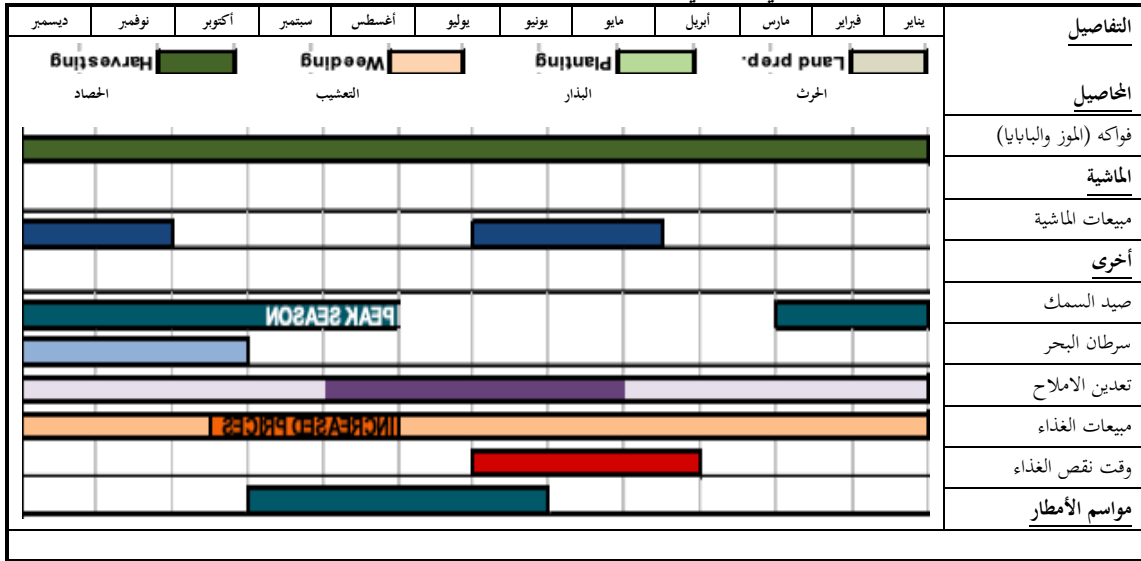 التفاصيل يناير فبراير مارس أبريل مايو يونيو يوليو أغسطس سبتمبر أكتوبر نوفمبر ديسمبر
Land prep. Planting Weeding Harvesting
المحاصيل الحرث البذار التعشيب الحصاد
فواكه (الموز والبابايا)
الماشية
مبيعات الماشية
أخرى
صيد السمك PEAK SEASON
سرطان البحر
تعدين الاملاح
مبيعات الغذاء INCREASED PRICES
وقت نقص الغذاء
مواسم الأمطار